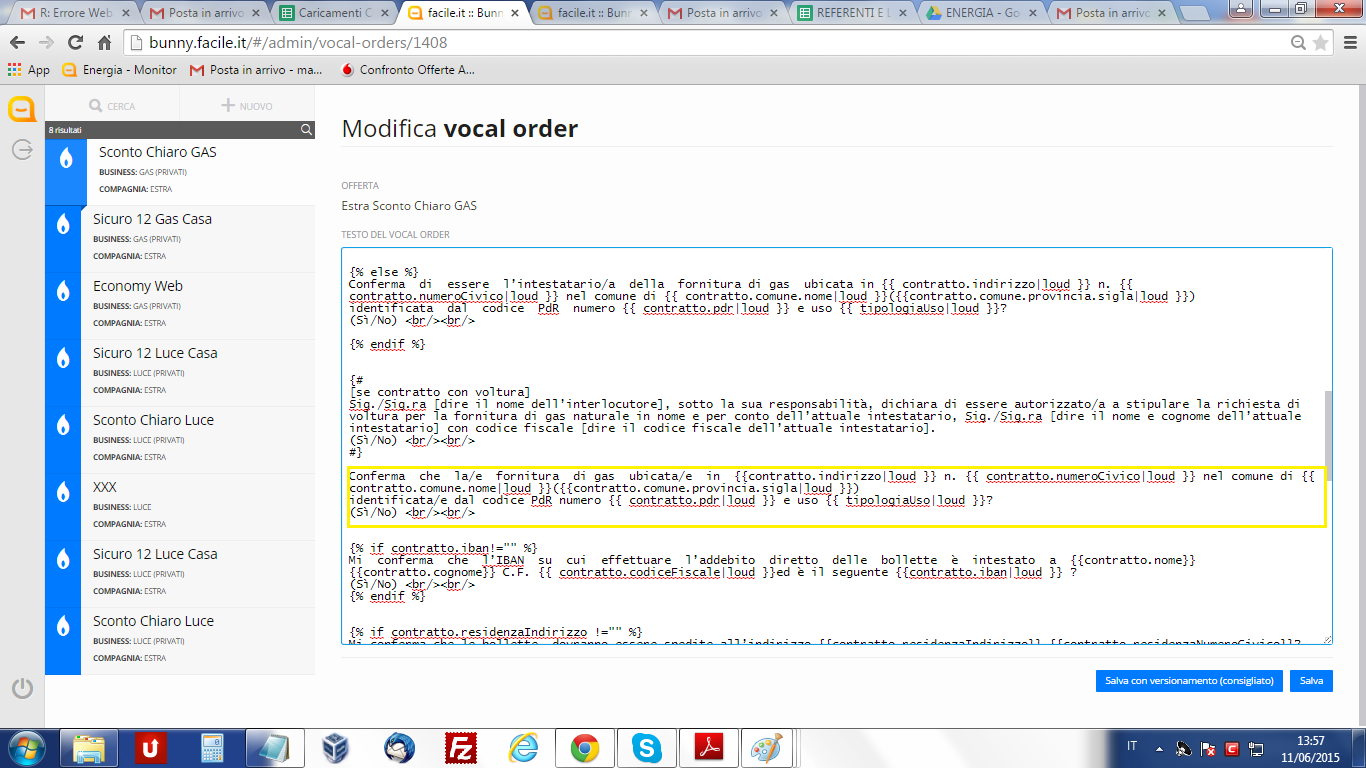 R: Errore Web
Posta in arrivo
Caricamenti C
facile.it :: Bunn
facile.it :: Bunn
Posta in arrivo
REFERENTI E L
ENERGIA - Go
Posta in arrivo
bunny.facile.it/#/admin/vocal-orders/1408
App
Energia - Monitor
Posta in arrivo - ma...
Confronto Offerte A...
CERCA
NUOVO
8 risultati
Sconto Chiaro GAS
BUSINESS: GAS (PRIVATI)
COMPAGNIA: ESTRA
Sicuro 12 Gas Casa
BUSINESS: GAS (PRIVATI)
COMPAGNIA: ESTRA
Economy Web
BUSINESS: GAS (PRIVATI)
COMPAGNIA: ESTRA
Sicuro 12 Luce Casa
BUSINESS: LUCE (PRIVATI)
COMPAGNIA: ESTRA
Sconto Chiaro Luce
BUSINESS: LUCE (PRIVATI)
COMPAGNIA: ESTRA
XXX
BUSINESS: LUCE
COMPAGNIA: ESTRA
Sicuro 12 Luce Casa
BUSINESS: LUCE (PRIVATI)
COMPAGNIA: ESTRA
Sconto Chiaro Luce
BUSINESS: LUCE (PRIVATI)
COMPAGNIA: ESTRA
Modifica vocal order
OFFERTA
Estra Sconto Chiaro GAS
TESTO DEL VOCAL ORDER
{% else %}
Conferma di essere l'intestatario/a della fornitura di gas ubicata in {{ contratto.indirizzo|loud }} n. {{
contratto.numeroCivico|loud }} nel comune di {{ contratto.comune.nome|loud }}({{contratto.comune.provincia.sigla|loud }})
identificata dal codice PdR numero {{ contratto.pdr|loud }} e uso {{ tipologiaUso|loud }}?
(Sì/No) <br/><br/>
{% endif %}
{#
[se contratto con voltura]
Sig./Sig.ra [dire il nome dell'interlocutore], sotto la sua responsabilità, dichiara di essere autorizzato/a a stipulare la richiesta di
voltura per la fornitura di gas naturale in nome e per conto dell'attuale intestatario, Sig./Sig.ra [dire il nome e cognome dell'attuale
intestatario] con codice fiscale [dire il codice fiscale dell'attuale intestatario].
(Sì/No) <br/><br/>
#}
Conferma che la/e fornitura di gas ubicata/e in {{contratto.indirizzo|loud }} n. {{ contratto.numeroCivico|loud }} nel comune di {{
contratto.comune.nome|loud }}({{contratto.comune.provincia.sigla|loud }})
identificata/e dal codice PdR numero {{ contratto.pdr|loud }} e uso {{ tipologiaUso|loud }}?
(Sì/No) <br/><br/>
{% if contratto.iban!="" %}
Mi conferma che l'IBAN su cui effettuare l'addebito diretto delle bollette è intestato a {{contratto.nome}}
{{contratto.cognome}} C.F. {{ contratto.codiceFiscale|loud }}ed è il seguente {{contratto.iban|loud }} ?
(Sì/No) <br/><br/>
{% endif %}
{% if contratto.residenzaIndirizzo !="" %}
Mi conferma che le bollette dovranno essere spedite all'indirizzo {{contratto.residenzaIndirizzo}} {{contratto.residenzaNumeroCivico}}?
Salva con versionamento (consigliato)
Salva
IT
13:57
11/06/2015